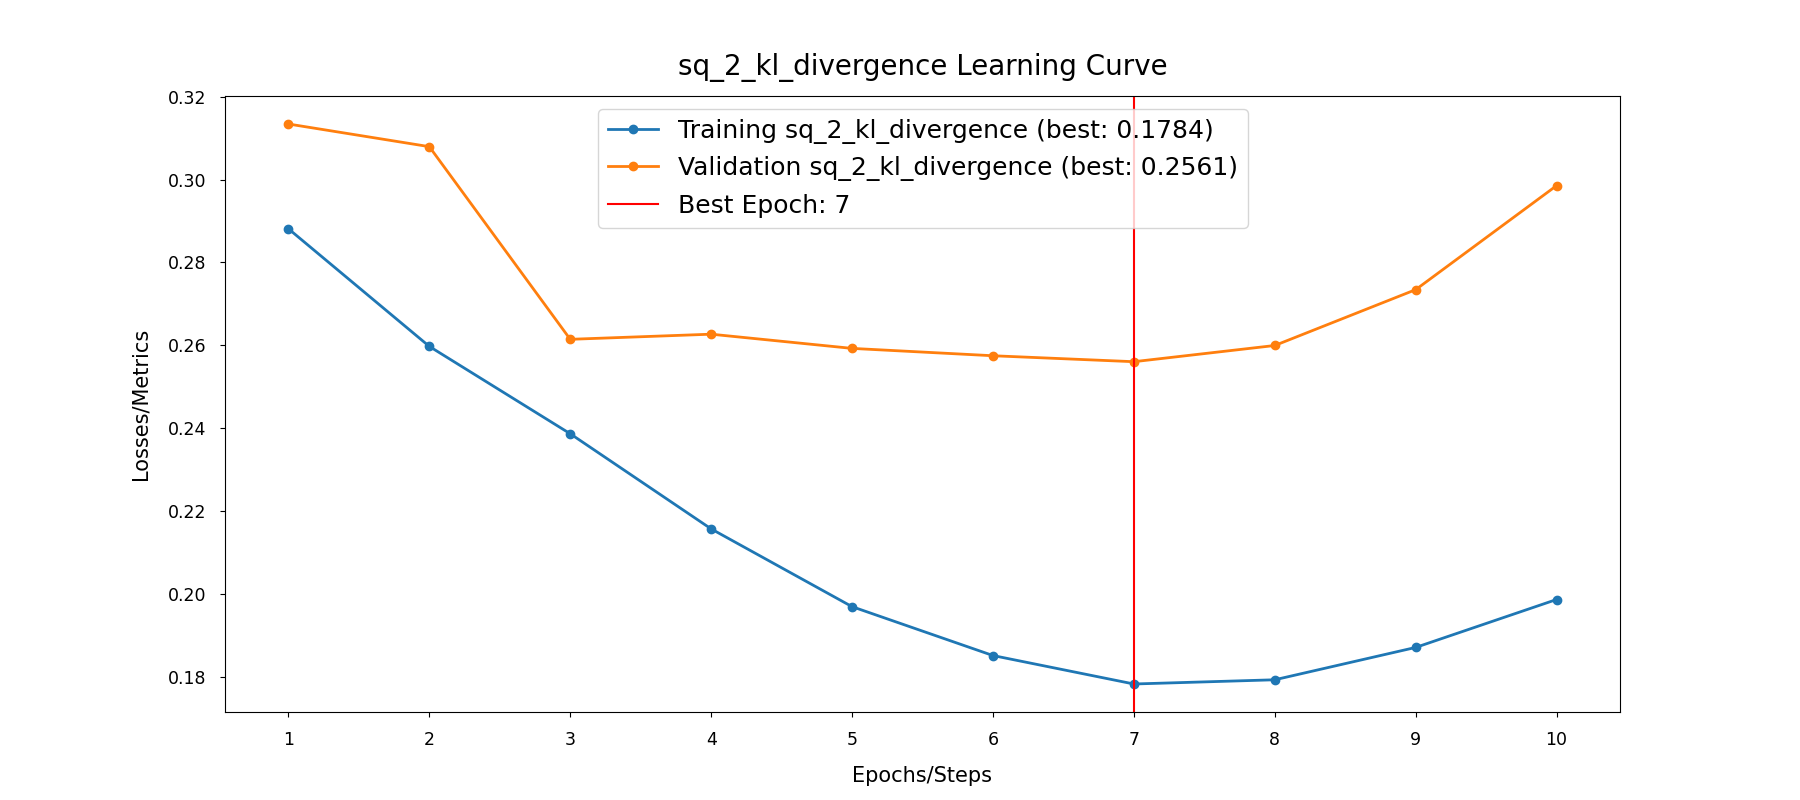 sq_2_kl_divergence Learning Curve
Training sq_2_kl_divergence (best: 0.1784)
Validation sq_2_kl_divergence (best: 0.2561)
Best Epoch: 7
Losses/Metrics
0.32
0.30
0.28
0.26
0.24
0.22
0.20
0.18
1 2 3 4 5 6 7 8 9 10
Epochs/Steps